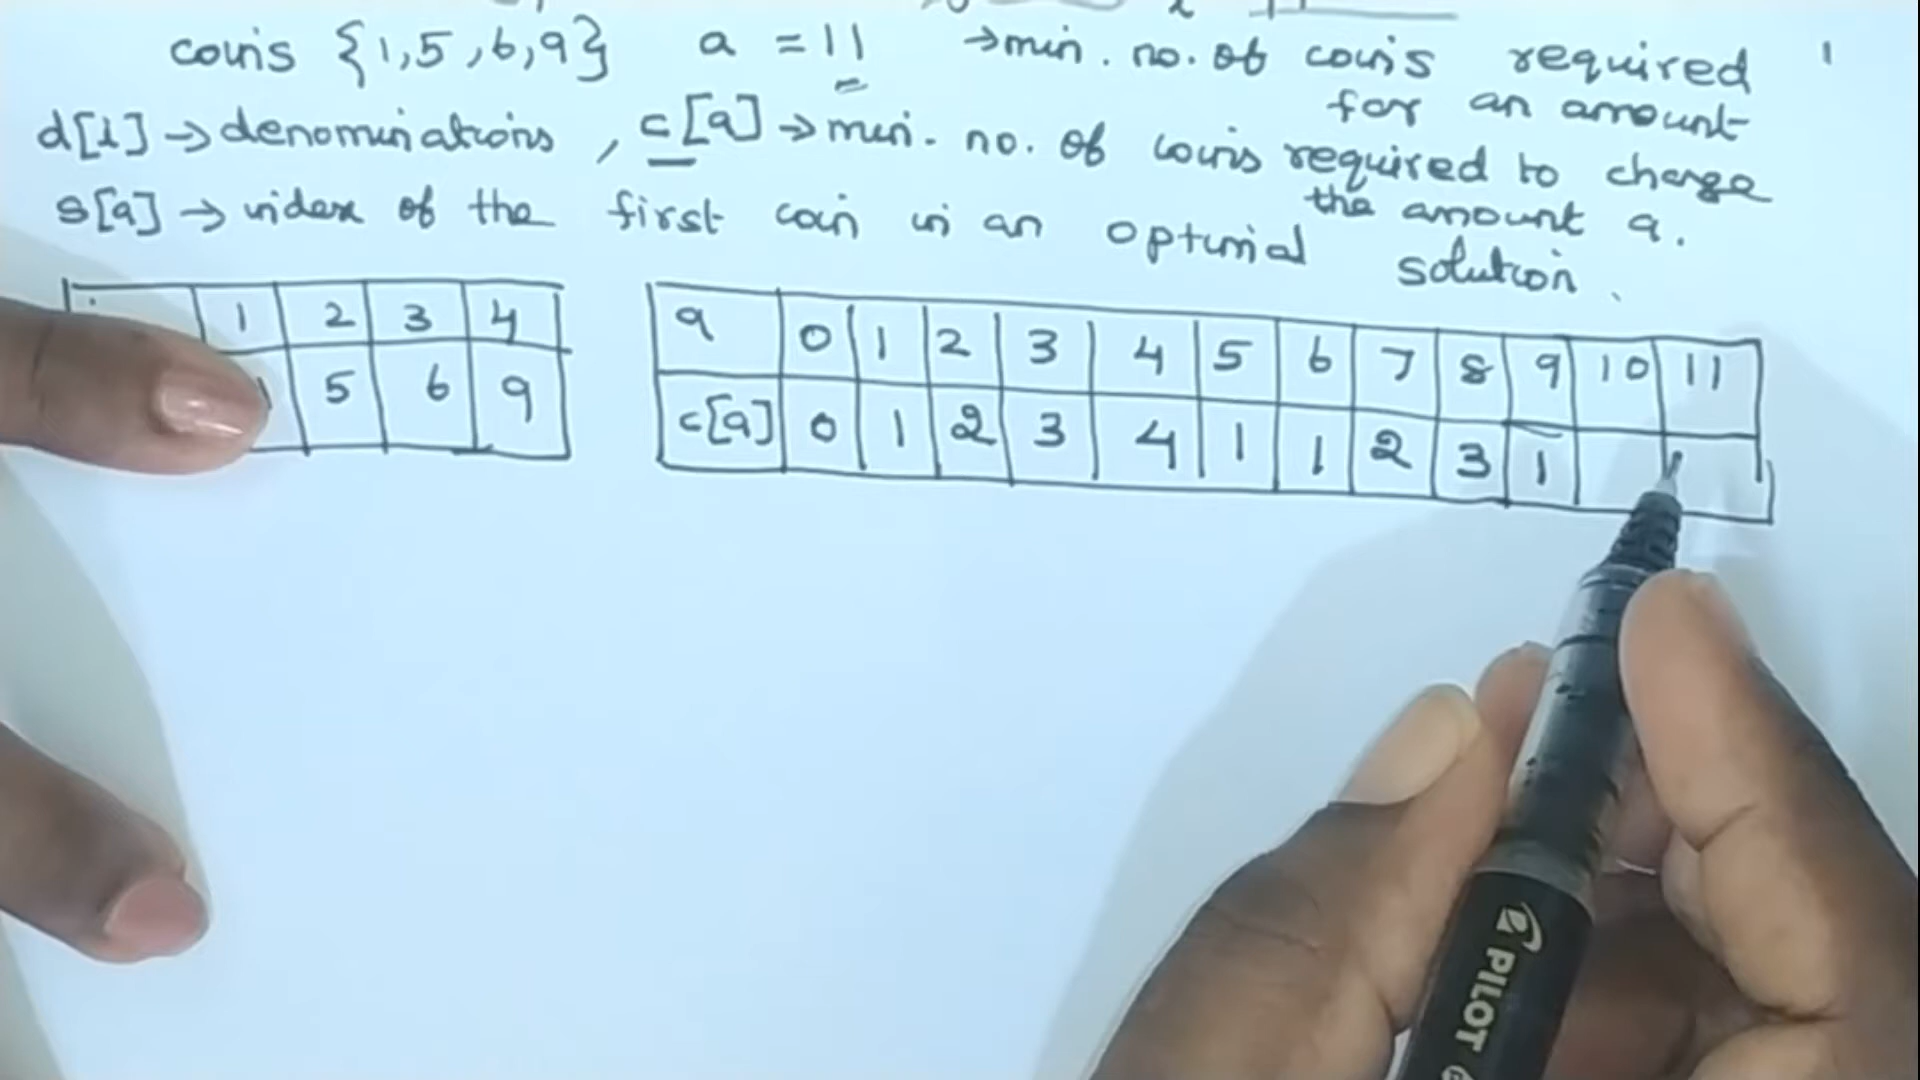 coins {1,5,6,9} a = 11 → min. no. of coins required 1
for an amount
d[i] → denominations, c[a] → min. no. of coins required to change
the amount a.
s[a] → index of the first coin in an optimal
solution.
1 2 3 4
1 5 6 9
a 0 1 2 3 4 5 6 7 8 9 10 11
c[a] 0 1 2 3 4 1 1 2 3 1
PILOT